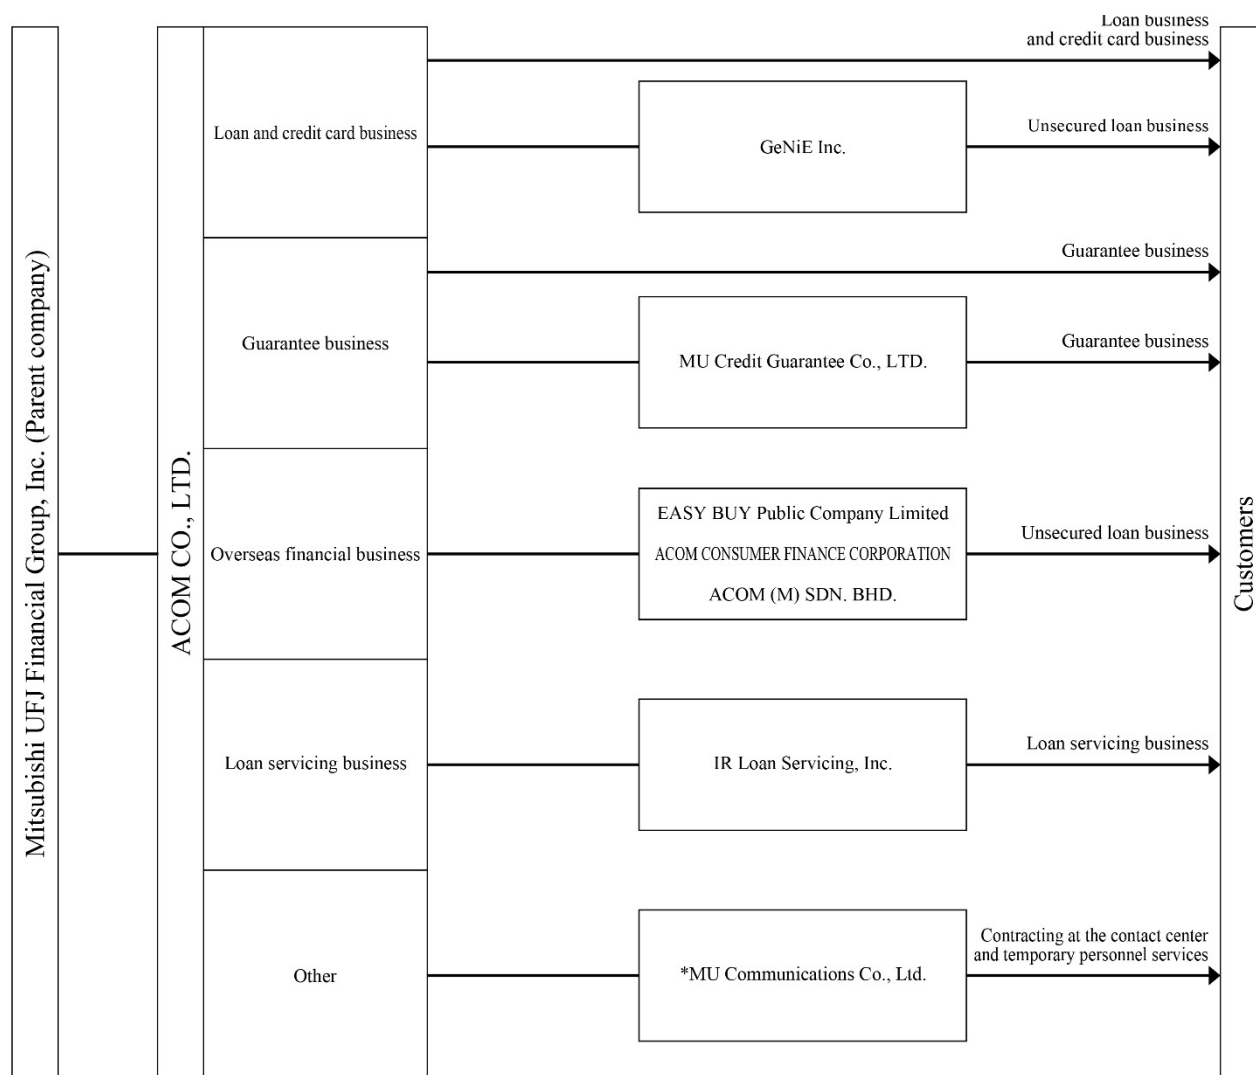 Mitsubishi UFJ Financial Group, Inc. (Parent company)
ACOM CO., LTD.
Loan and credit card business
Loan business
and credit card business
GeNiE Inc.
Unsecured loan business
Guarantee business
Guarantee business
MU Credit Guarantee Co., LTD.
Guarantee business
Overseas financial business
EASY BUY Public Company Limited
ACOM CONSUMER FINANCE CORPORATION
ACOM (M) SDN. BHD.
Unsecured loan business
Loan servicing business
IR Loan Servicing, Inc.
Loan servicing business
Other
*MU Communications Co., Ltd.
Contracting at the contact center
and temporary personnel services
Customers